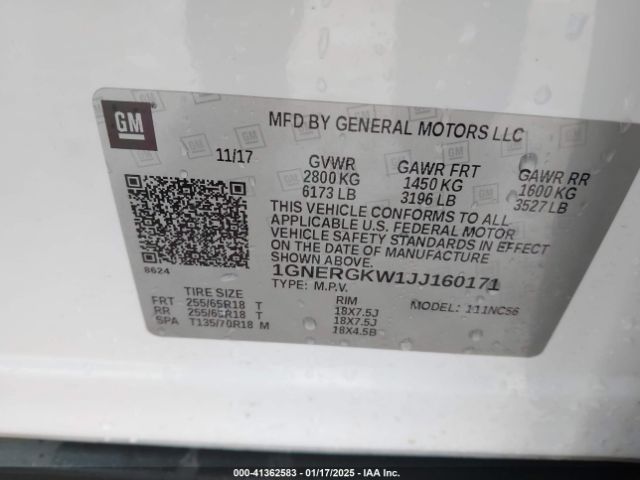 GM
MFD BY GENERAL MOTORS LLC
11/17
GVWR GAWR FRT GAWR RR
2800 KG 1450 KG 1600 KG
6173 LB 3196 LB 3527 LB
THIS VEHICLE CONFORMS TO ALL
APPLICABLE U.S. FEDERAL MOTOR
VEHICLE SAFETY STANDARDS IN
EFFECT ON THE DATE OF MANUFACTURE
SHOWN ABOVE.
8624
1GNERGKW1JJ160171
TYPE: M.P.V. MODEL: 111NC56
TIRE SIZE RIM
FRT 255/65R18 T 18X7.5J
RR 255/65R18 T 18X7.5J
SPA T135/70R18 M 18X4.5B
© #41362583 - 01/17/2025 - IAA Inc.